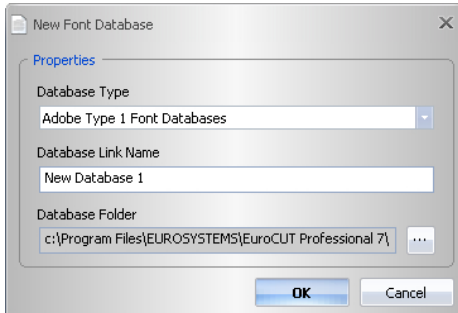 New Font Database
Properties
Database Type
Adobe Type 1 Font Databases
Database Link Name
New Database 1
Database Folder
c:\Program Files\EUROSYSTEMS\EuroCUT Professional 7\
...
OK
Cancel